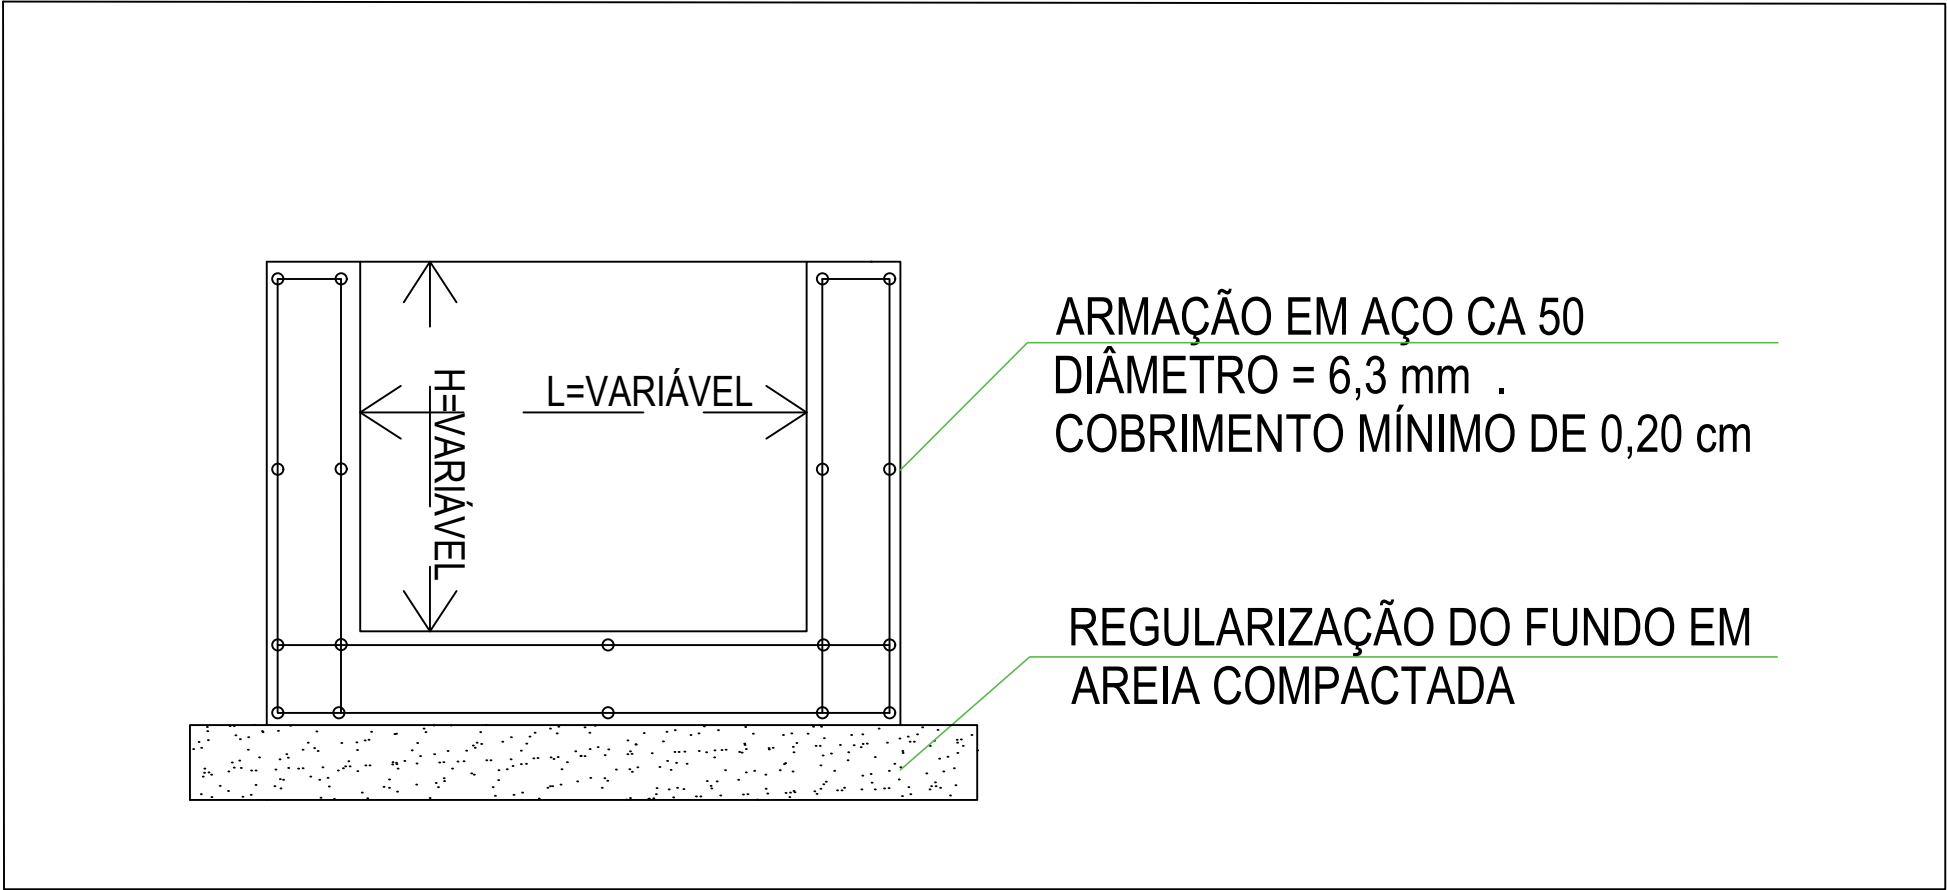 H=VARIÁVEL
L=VARIÁVEL
ARMAÇÃO EM AÇO CA 50
DIÂMETRO = 6,3 mm .
COBRIMENTO MÍNIMO DE 0,20 cm
REGULARIZAÇÃO DO FUNDO EM
AREIA COMPACTADA